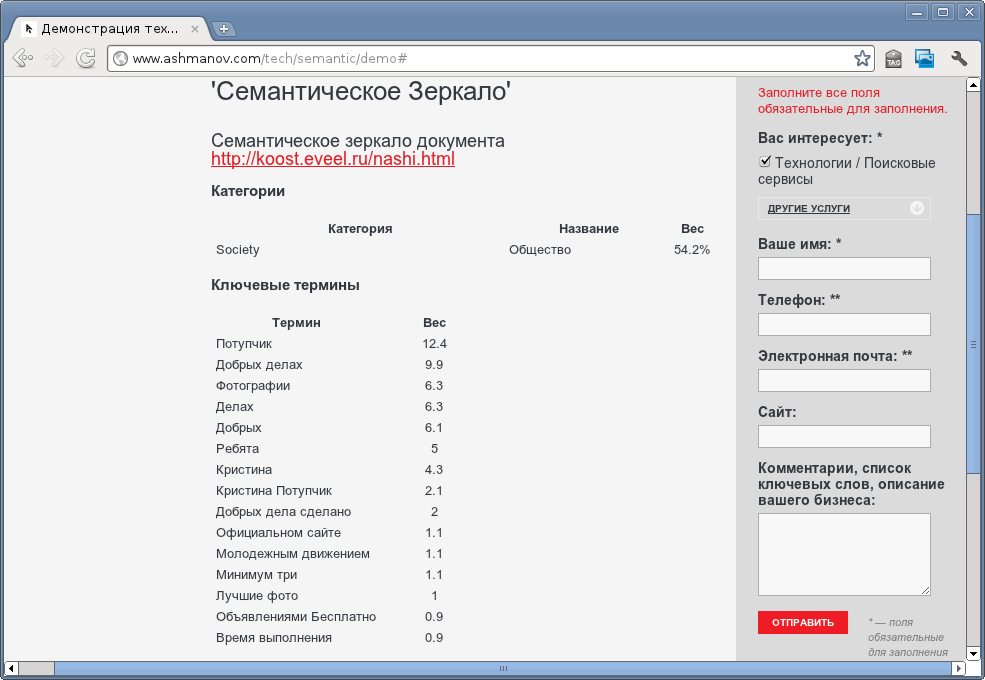 Демонстрация тех...
www.ashmanov.com/tech/semantic/demo#
TAG
'Семантическое Зеркало'
Семантическое зеркало документа
http://koost.eveel.ru/nashi.html
Категории
Категория Название Вес
Society Общество 54.2%
Ключевые термины
Термин Вес
Потупчик 12.4
Добрых делах 9.9
Фотографии 6.3
Делах 6.3
Добрых 6.1
Ребята 5
Кристина 4.3
Кристина Потупчик 2.1
Добрых дела сделано 2
Официальном сайте 1.1
Молодежным движением 1.1
Минимум три 1.1
Лучшие фото 1
Объявлениями Бесплатно 0.9
Время выполнения 0.9
Заполните все поля
обязательные для заполнения.
Вас интересует: *
Технологии / Поисковые
сервисы
ДРУГИЕ УСЛУГИ
Ваше имя: *
Телефон: **
Электронная почта: **
Сайт:
Комментарии, список
ключевых слов, описание
вашего бизнеса:
ОТПРАВИТЬ
* — поля
обязательные
для заполнения